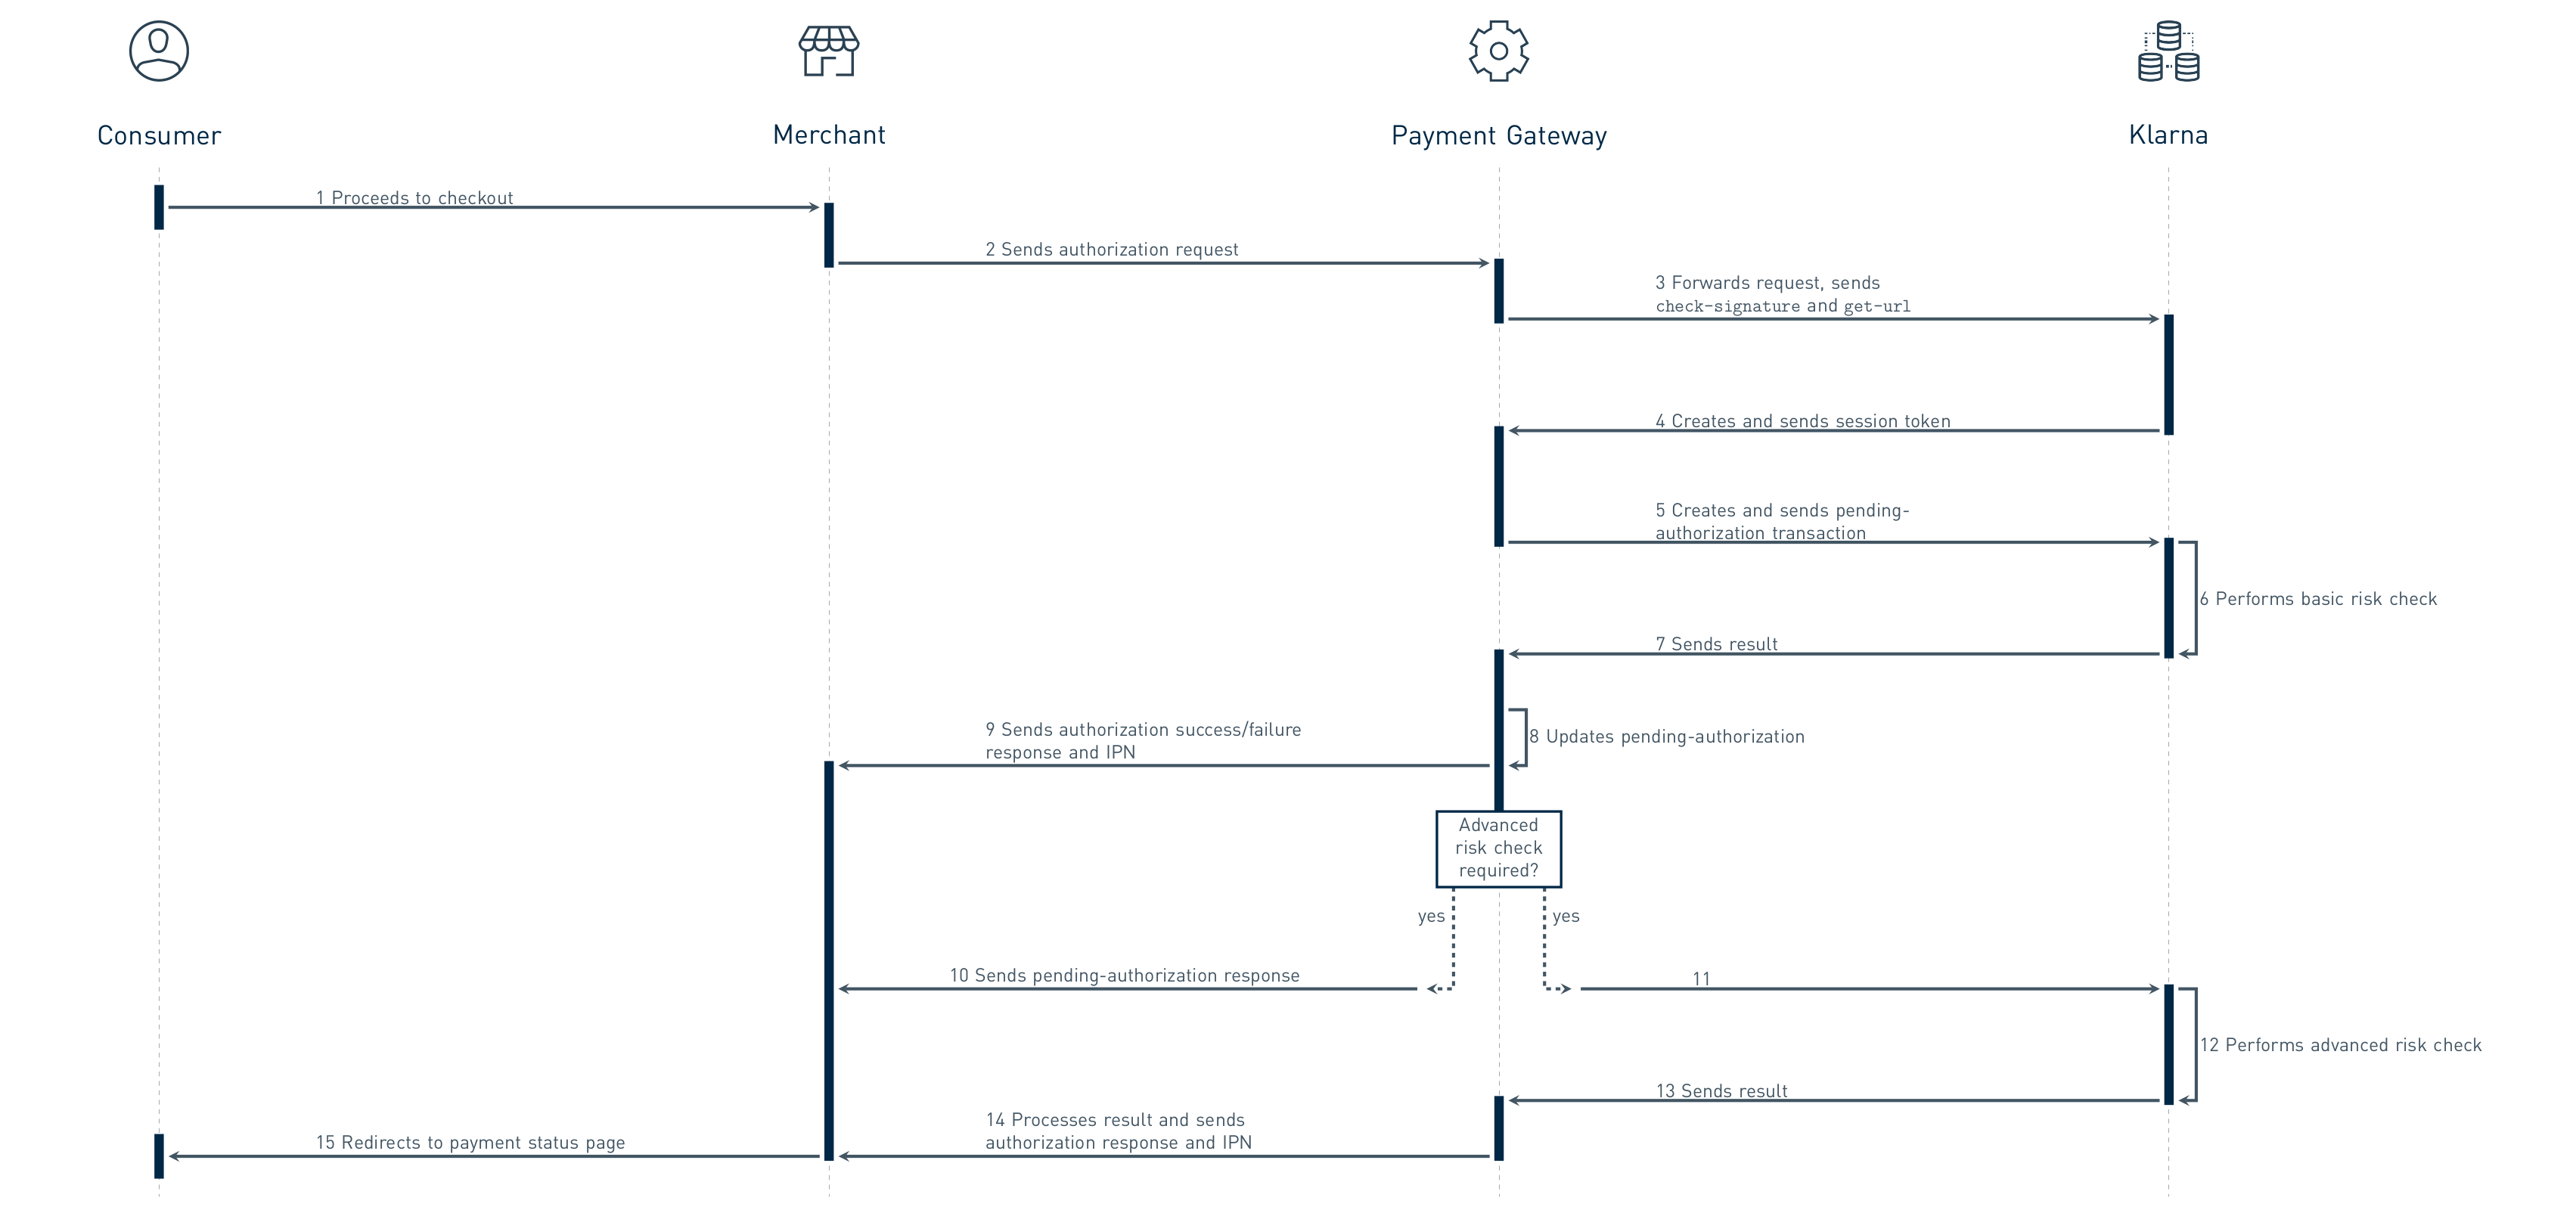 Consumer
Merchant
Payment Gateway
Klarna
1 Proceeds to checkout
2 Sends authorization request
3 Forwards request, sends
check-signature and get-url
4 Creates and sends session token
5 Creates and sends pending-
authorization transaction
6 Performs basic risk check
7 Sends result
8 Updates pending-authorization
9 Sends authorization success/failure
response and IPN
Advanced
risk check
required?
yes
yes
10 Sends pending-authorization response
11
12 Performs advanced risk check
13 Sends result
14 Processes result and sends
authorization response and IPN
15 Redirects to payment status page